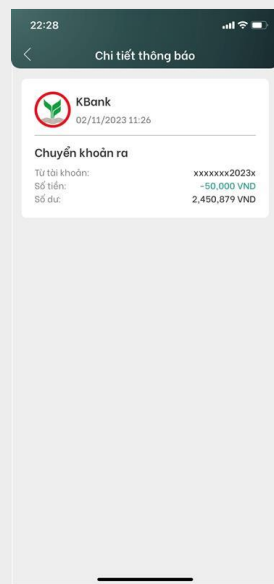 22:28
Chi tiết thông báo
KBank
02/11/2023 11:26
Chuyển khoản ra
Từ tài khoản: xxxxxxx2023x
Số tiền: -50,000 VND
Số dư: 2,450,879 VND